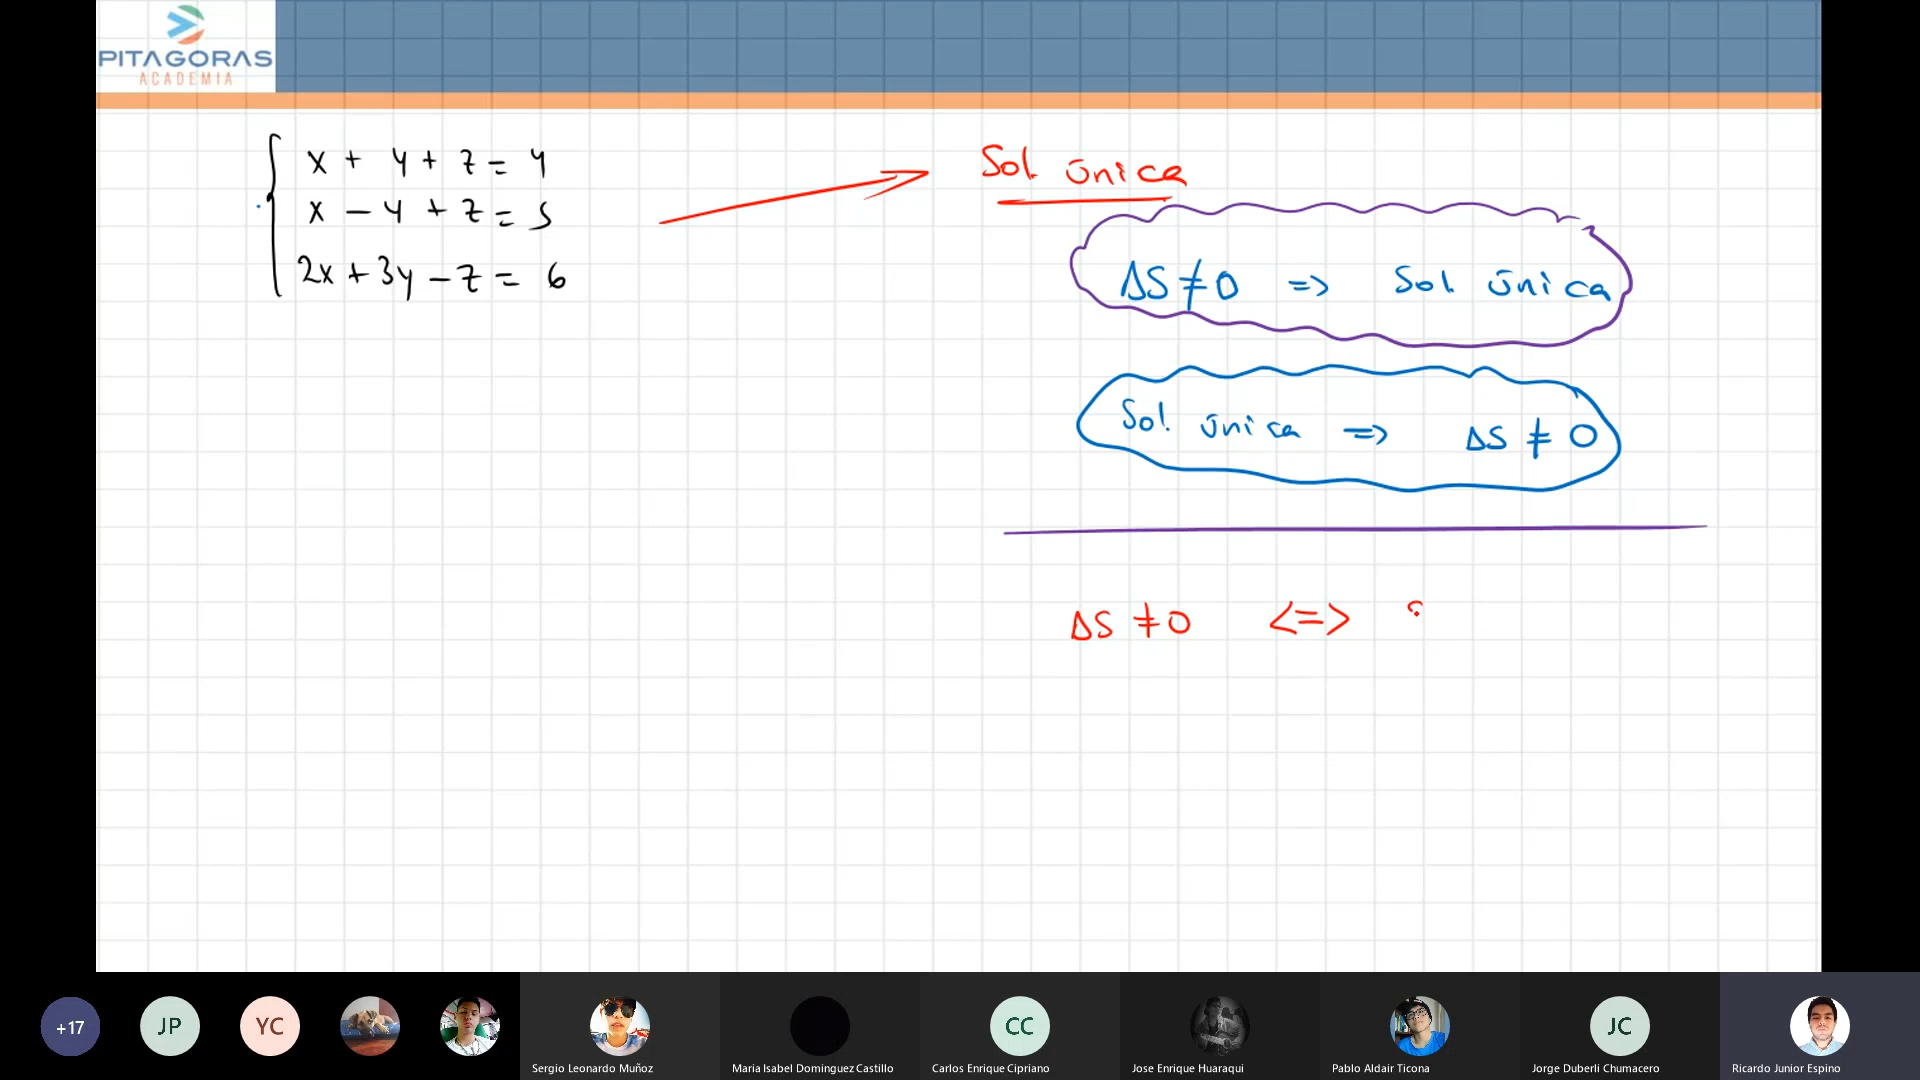 PITAGORAS
ACADEMIA
x + y + z = 4
x - y + z = 5
2x + 3y - z = 6
Sol. única
ΔS ≠ 0 => Sol. única
Sol. única => ΔS ≠ 0
ΔS ≠ 0 <=> S
+17
JP
YC
CC
JC
Sergio Leonardo Muñoz
Maria Isabel Dominguez Castillo
Carlos Enrique Cipriano
Jose Enrique Huaraqui
Pablo Aldair Ticona
Jorge Duberli Chumacero
Ricardo Junior Espino